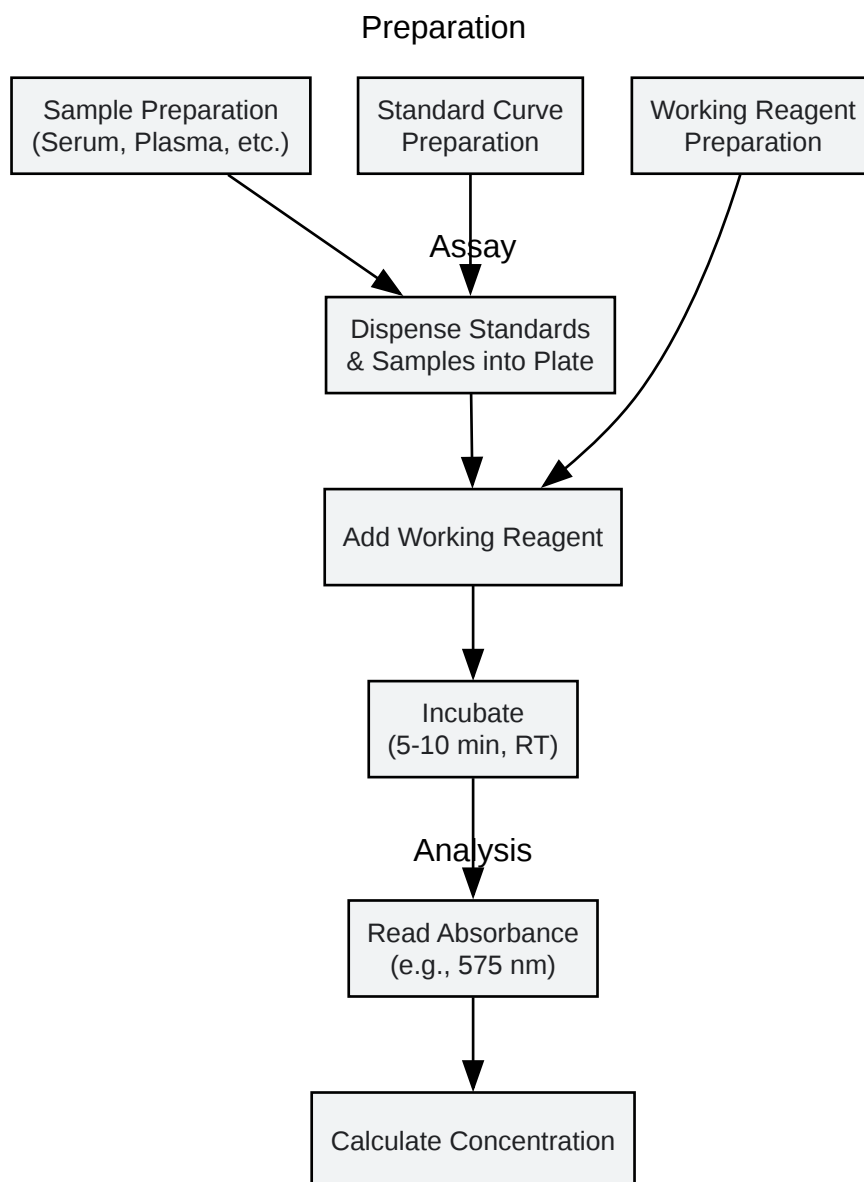 Preparation
Sample Preparation
(Serum, Plasma, etc.)
Standard Curve
Preparation
Working Reagent
Preparation
Assay
Dispense Standards
& Samples into Plate
Add Working Reagent
Incubate
(5-10 min, RT)
Analysis
Read Absorbance
(e.g., 575 nm)
Calculate Concentration